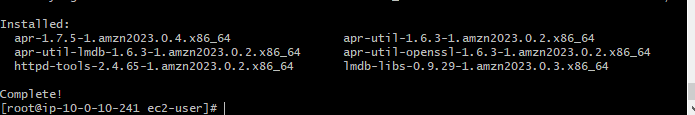 Installed:
apr-1.7.5-1.amzn2023.0.4.x86_64 apr-util-1.6.3-1.amzn2023.0.2.x86_64
apr-util-lmdb-1.6.3-1.amzn2023.0.2.x86_64 apr-util-openssl-1.6.3-1.amzn2023.0.2.x86_64
httpd-tools-2.4.65-1.amzn2023.0.2.x86_64 lmdb-libs-0.9.29-1.amzn2023.0.3.x86_64
Complete!
[root@ip-10-0-10-241 ec2-user]#